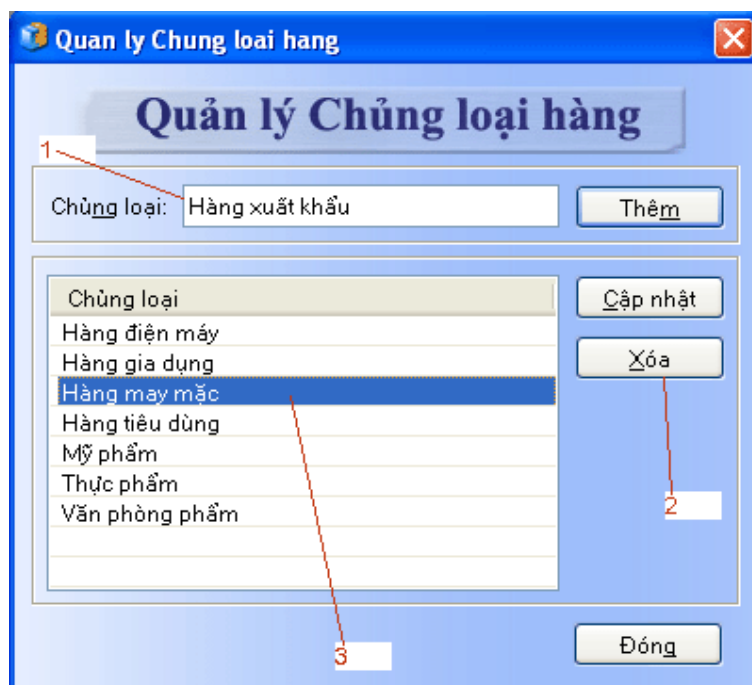 Quan ly Chung loai hang
Quản lý Chủng loại hàng
1
Chủng loại: Hàng xuất khẩu Thêm
Chủng loại Cập nhật
Hàng điện máy
Hàng gia dụng Xóa
Hàng may mặc
Hàng tiêu dùng
Mỹ phẩm
Thực phẩm
2
Văn phòng phẩm
Đóng
3